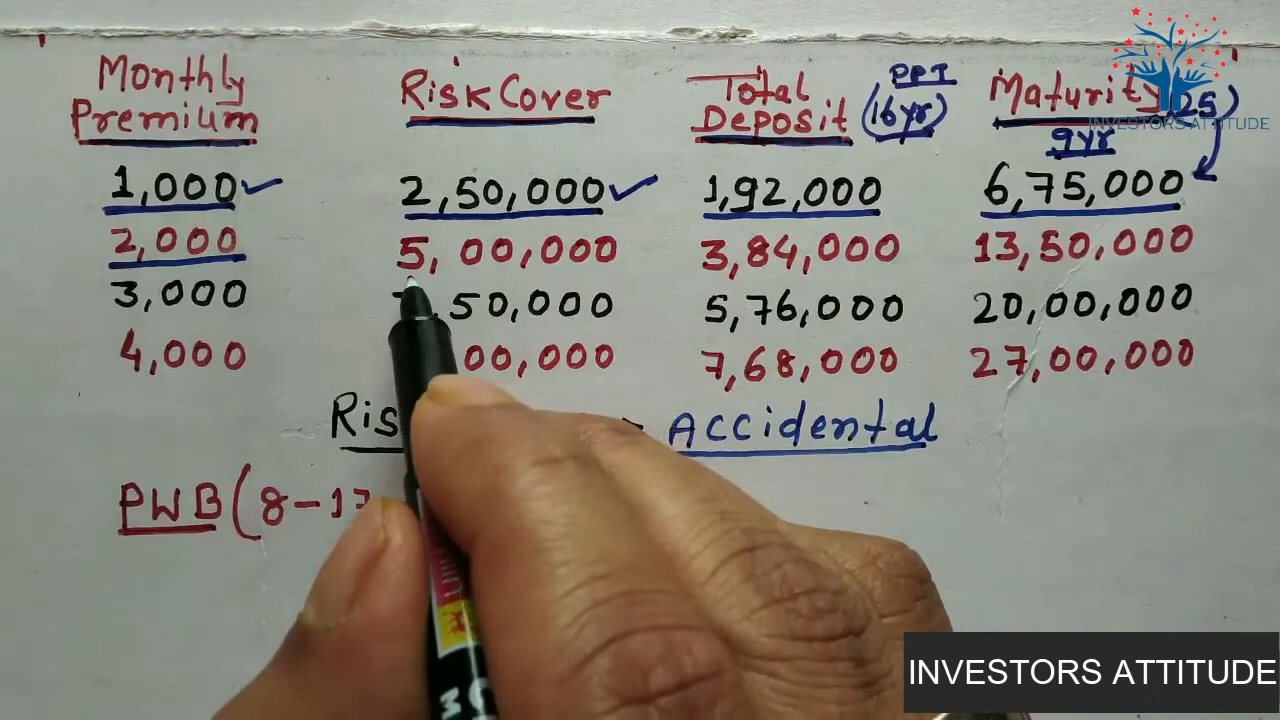 Monthly Premium
Risk Cover
Total Deposit
PPT
(16yr)
Maturity (25)
9yr
1,000 2,50,000 1,92,000 6,75,000
2,000 5,00,000 3,84,000 13,50,000
3,000 50,000 5,76,000 20,00,000
4,000 00,000 7,68,000 27,00,000
Accidental
PWB (8-17
INVESTORS ATTITUDE
INVESTORS ATTITUDE